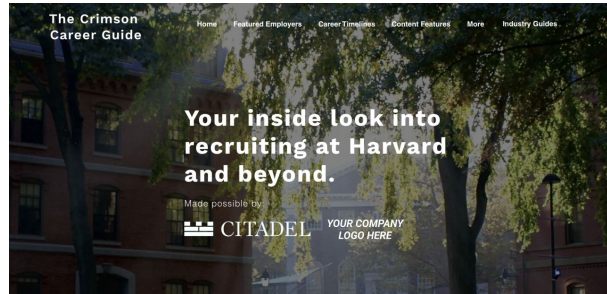 The Crimson
Career Guide
Home Featured Employers Career Timelines Content Features More Industry Guides
Your inside look into
recruiting at Harvard
and beyond.
Made possible by:
CITADEL
YOUR COMPANY
LOGO HERE